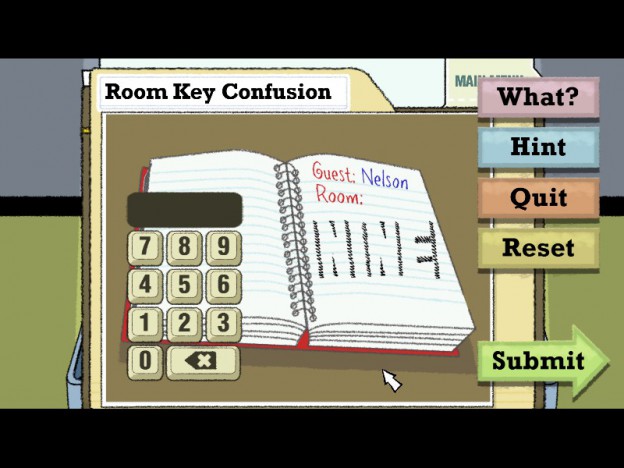 MAIN MENU
Room Key Confusion
What?
Hint
Quit
Reset
Submit
Guest: Nelson
Room:
7 8 9
4 5 6
1 2 3
0